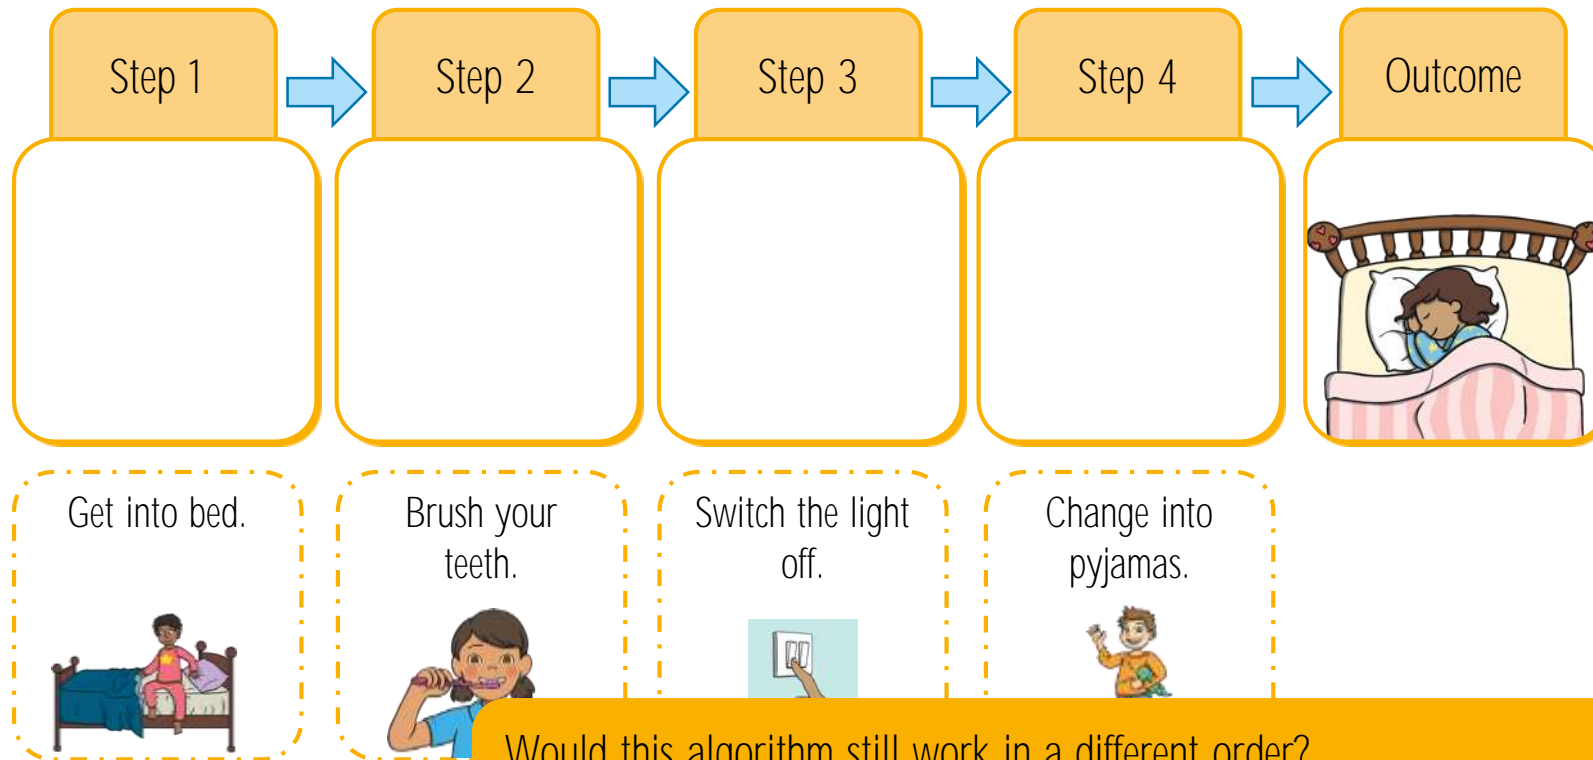 Step 1
Step 2
Step 3
Step 4
Outcome
Get into bed.
Brush your
teeth.
Switch the light
off.
Change into
pyjamas.
Would this algorithm still work in a different order?